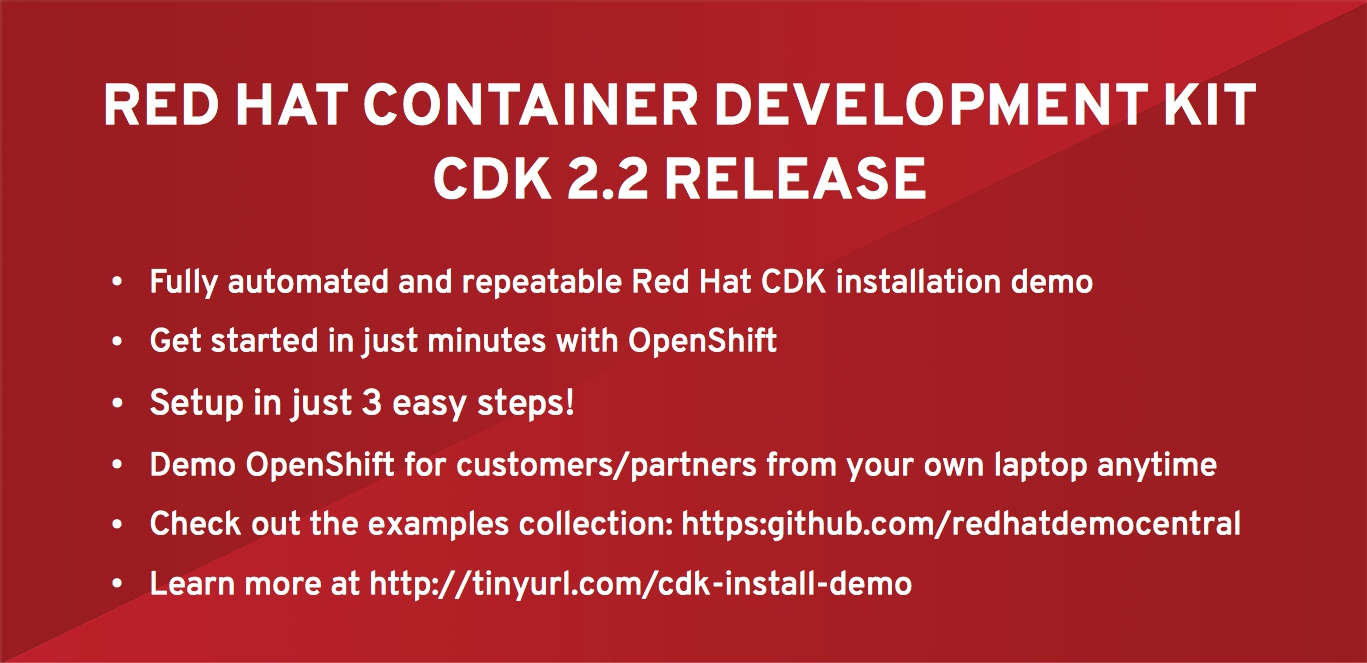 RED HAT CONTAINER DEVELOPMENT KIT
CDK 2.2 RELEASE
• Fully automated and repeatable Red Hat CDK installation demo
• Get started in just minutes with OpenShift
• Setup in just 3 easy steps!
• Demo OpenShift for customers/partners from your own laptop anytime
• Check out the examples collection: https:github.com/redhatdemocentral
• Learn more at http://tinyurl.com/cdk-install-demo